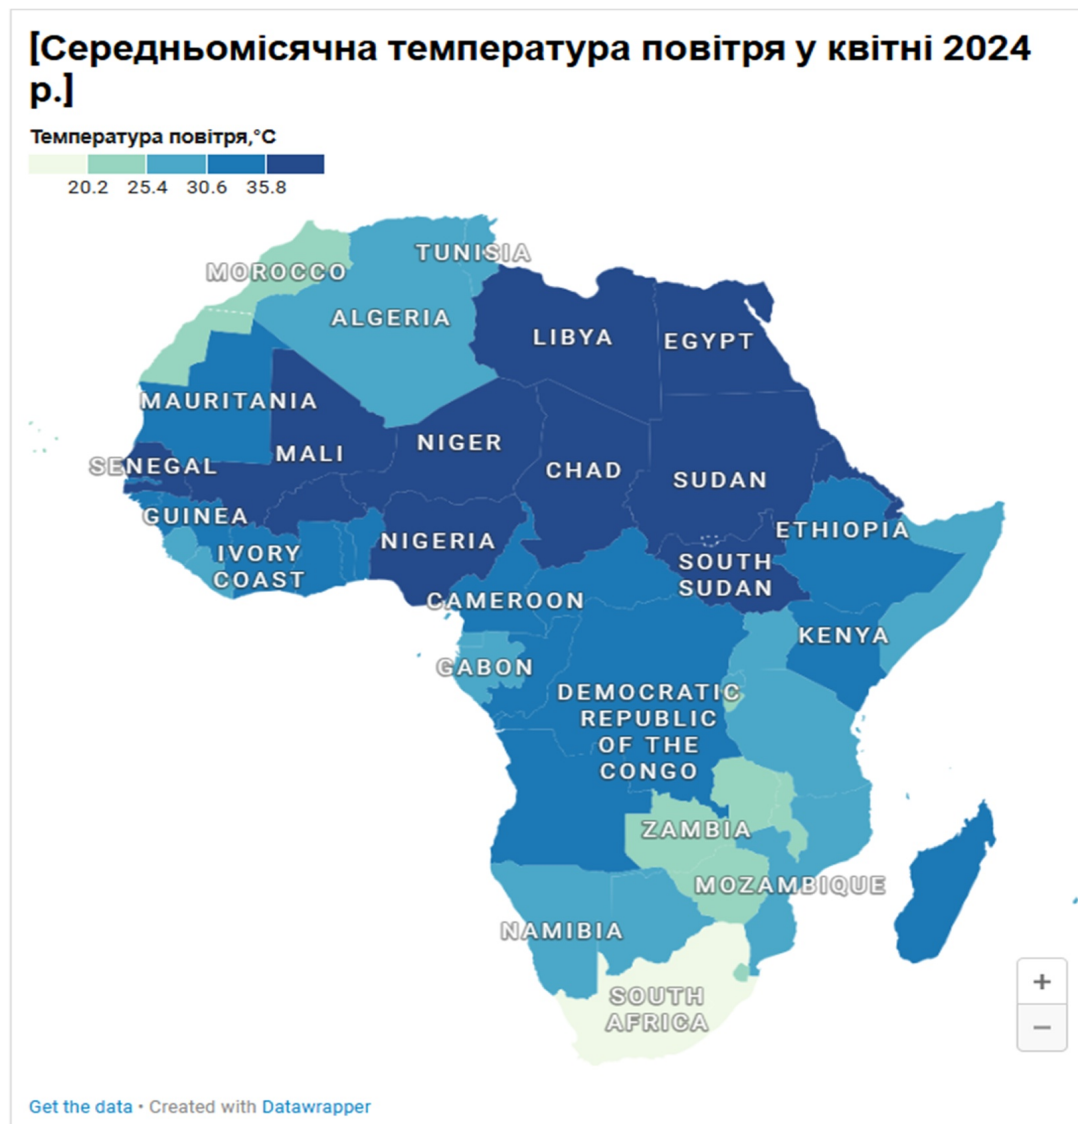 [Середньомісячна температура повітря у квітні 2024
р.]
Температура повітря,°C
20.2 25.4 30.6 35.8
TUNISIA
MOROCCO
ALGERIA
LIBYA
EGYPT
MAURITANIA
NIGER
MALI
SENEGAL
CHAD
SUDAN
GUINEA
ETHIOPIA
NIGERIA
IVORY
COAST
SOUTH
SUDAN
CAMEROON
KENYA
GABON
DEMOCRATIC
REPUBLIC
OF THE
CONGO
ZAMBIA
MOZAMBIQUE
NAMIBIA
SOUTH
AFRICA
+
−
Get the data • Created with Datawrapper